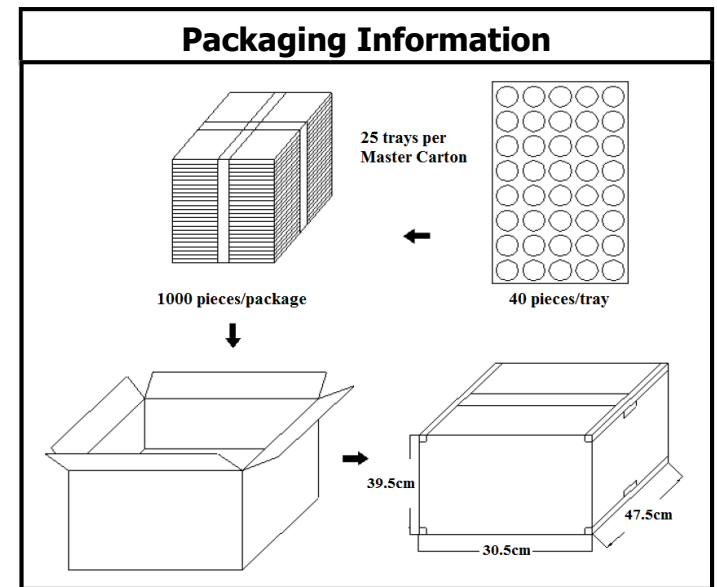 Packaging Information
25 trays per
Master Carton
1000 pieces/package
40 pieces/tray
39.5cm
47.5cm
30.5cm